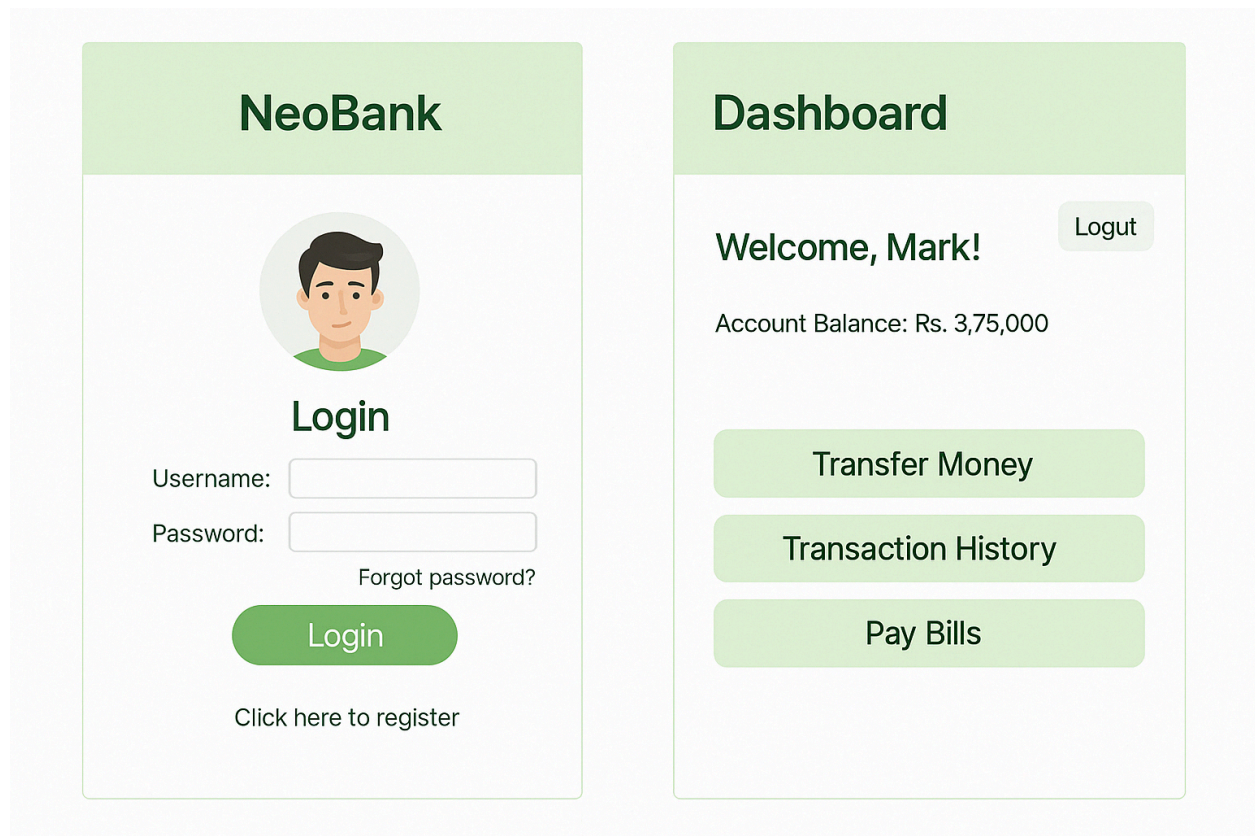 NeoBank
Login
Username:
Password:
Forgot password?
Login
Click here to register
Dashboard
Logut
Welcome, Mark!
Account Balance: Rs. 3,75,000
Transfer Money
Transaction History
Pay Bills